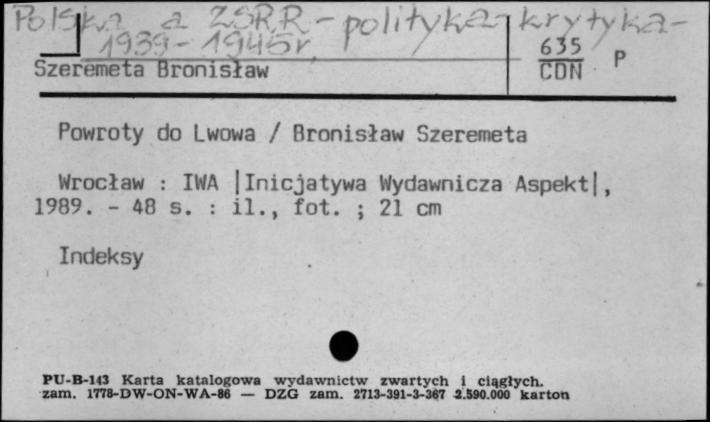 Polska a ZSRR - polityka - krytyka -
1939 - 1945 r.
635
CDN P
Szeremeta Bronisław
Powroty do Lwowa / Bronisław Szeremeta
Wrocław : IWA |Inicjatywa Wydawnicza Aspekt|,
1989. - 48 s. : il., fot. ; 21 cm
Indeksy
PU-B-143 Karta katalogowa wydawnictw zwartych i ciągłych.
zam. 1778-DW-ON-WA-86 — DZG zam. 2713-391-3-367 2.590.000 karton